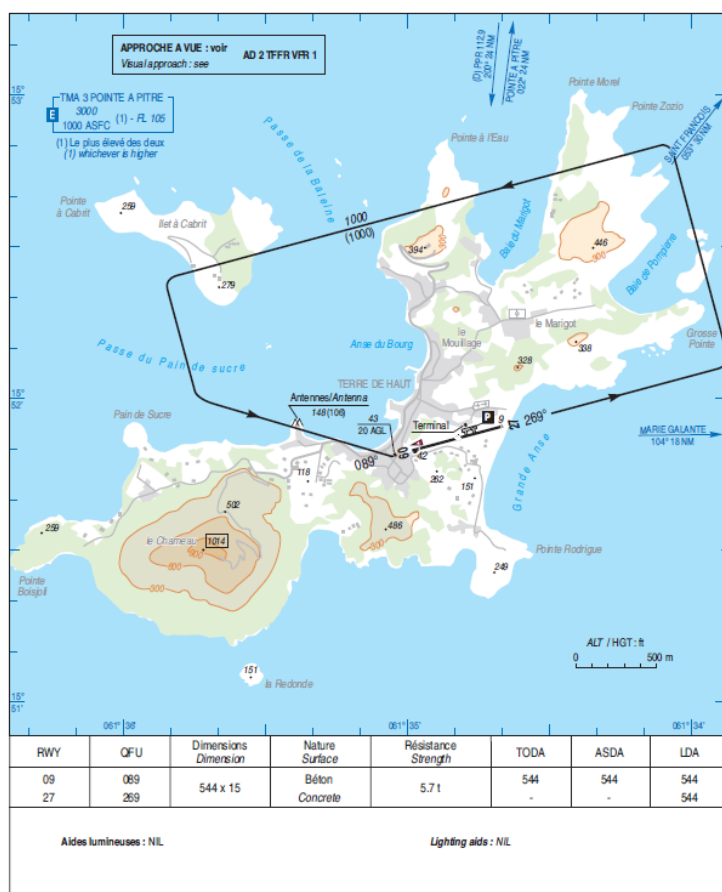 APPROCHE A VUE : voir AD 2 TFFR VFR 1
Visual approach : see
(D) PPR 112,9
200° 24 NM
POINTE A PITRE
022° 24 NM
Pointe Morel
Pointe Zozio
15°
53'
TMA 3 POINTE A PITRE
E
3000
1000 ASFC
(1) - FL 105
(1) Le plus élevé des deux
(1) whichever is higher
Passe de la Baleine
Pointe à l'Eau
SAINT FRANCOIS
053° 30 NM
Pointe
à Cabrit
259
Ilet à Cabrit
1000
(1000)
394
300
Baie du Marigot
446
300
Baie de Pompierre
279
le Marigot
le
Mouillage
Anse du Bourg
338
Grosse
Pointe
Passe du Pain de sucre
328
15°
52'
TERRE DE HAUT
Antennes/Antenna
148(106)
Pain de Sucre
43
20 AGL
Terminal
P
9
27
269°
MARIE GALANTE
104° 18 NM
089°
09
42
Grande Anse
118
262
151
502
259
486
300
le Chameau
1014
900
600
300
Pointe
Boisjoli
249
Pointe Rodrigue
ALT / HGT : ft
0 500 m
151
la Redonde
15°
51'
061° 36'
061° 35'
061° 34'
RWY QFU Dimensions Nature Résistance TODA ASDA LDA
Dimension Surface Strength
09 089 544 x 15 Béton 5.7 t 544 544 544
27 269 Concrete - - 544
Aides lumineuses : NIL Lighting aids : NIL